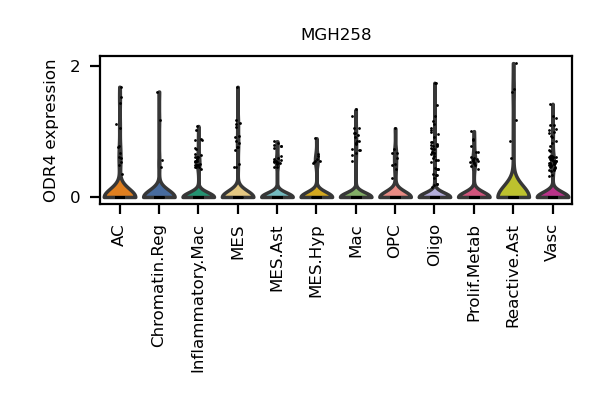 MGH258
ODR4 expression
2
0
AC
Chromatin.Reg
Inflammatory.Mac
MES
MES.Ast
MES.Hyp
Mac
OPC
Oligo
Prolif.Metab
Reactive.Ast
Vasc